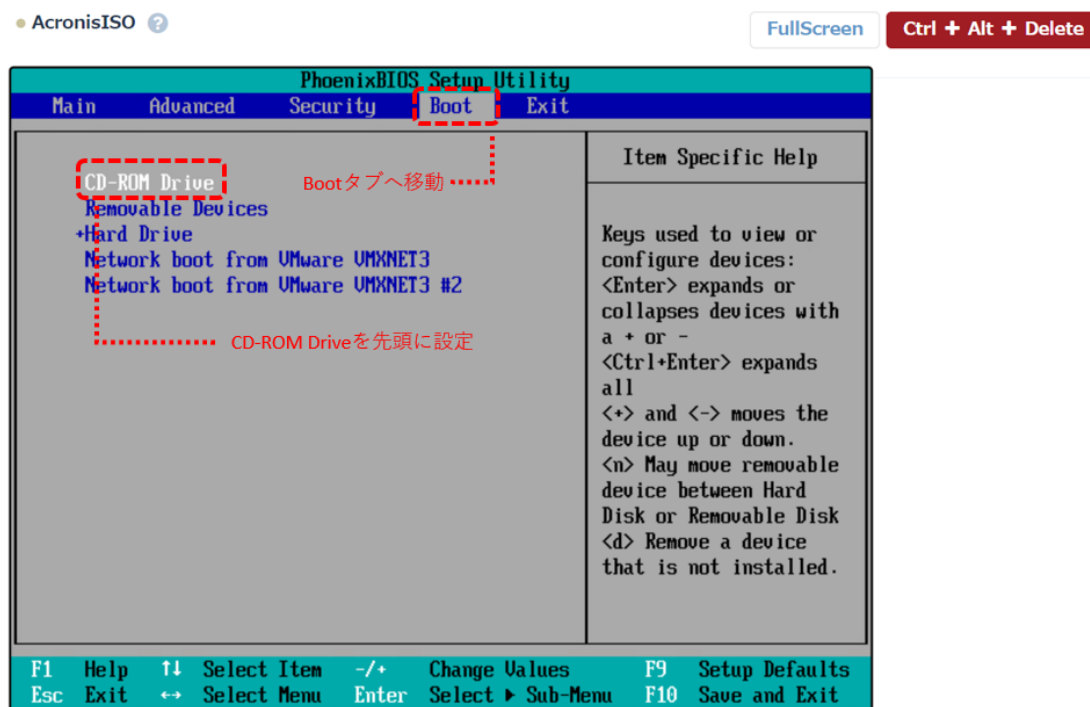 AcronisISO ?
FullScreen
Ctrl + Alt + Delete
PhoenixBIOS Setup Utility
Main Advanced Security Boot Exit
CD-ROM Drive
Removable Devices
+Hard Drive
Network boot from VMware VMXNET3
Network boot from VMware VMXNET3 #2
Bootタブへ移動
CD-ROM Driveを先頭に設定
Item Specific Help
Keys used to view or
configure devices:
<Enter> expands or
collapses devices with
a + or -
<Ctrl+Enter> expands
all
<+> and <-> moves the
device up or down.
<n> May move removable
device between Hard
Disk or Removable Disk
<d> Remove a device
that is not installed.
F1 Help ↑↓ Select Item -/+ Change Values F9 Setup Defaults
Esc Exit ↔ Select Menu Enter Select ▶ Sub-Menu F10 Save and Exit